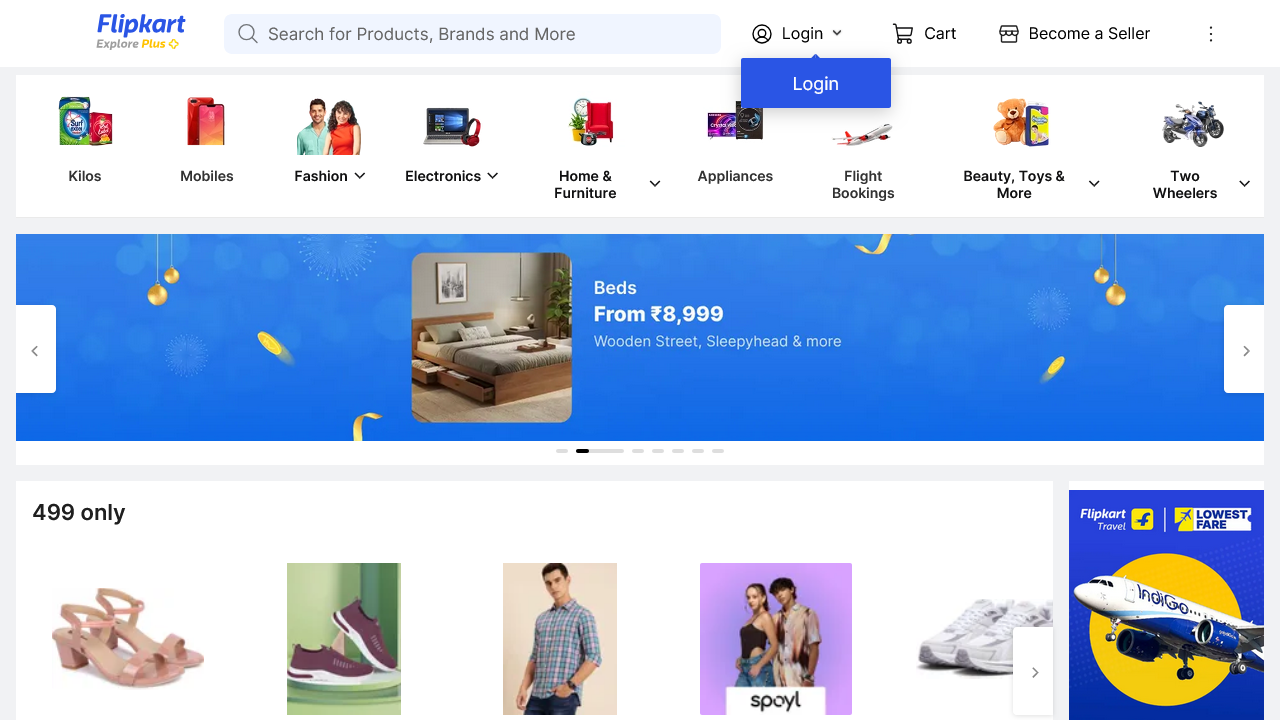 Flipkart
Explore Plus
Search for Products, Brands and More
Login
Cart
Become a Seller
Login
Kilos
Mobiles
Fashion
Electronics
Home &
Furniture
Appliances
Flight
Bookings
Beauty, Toys &
More
Two
Wheelers
Beds
From ₹8,999
Wooden Street, Sleepyhead & more
499 only
spoyl
Flipkart
Travel
LOWEST
FARE
IndiGo